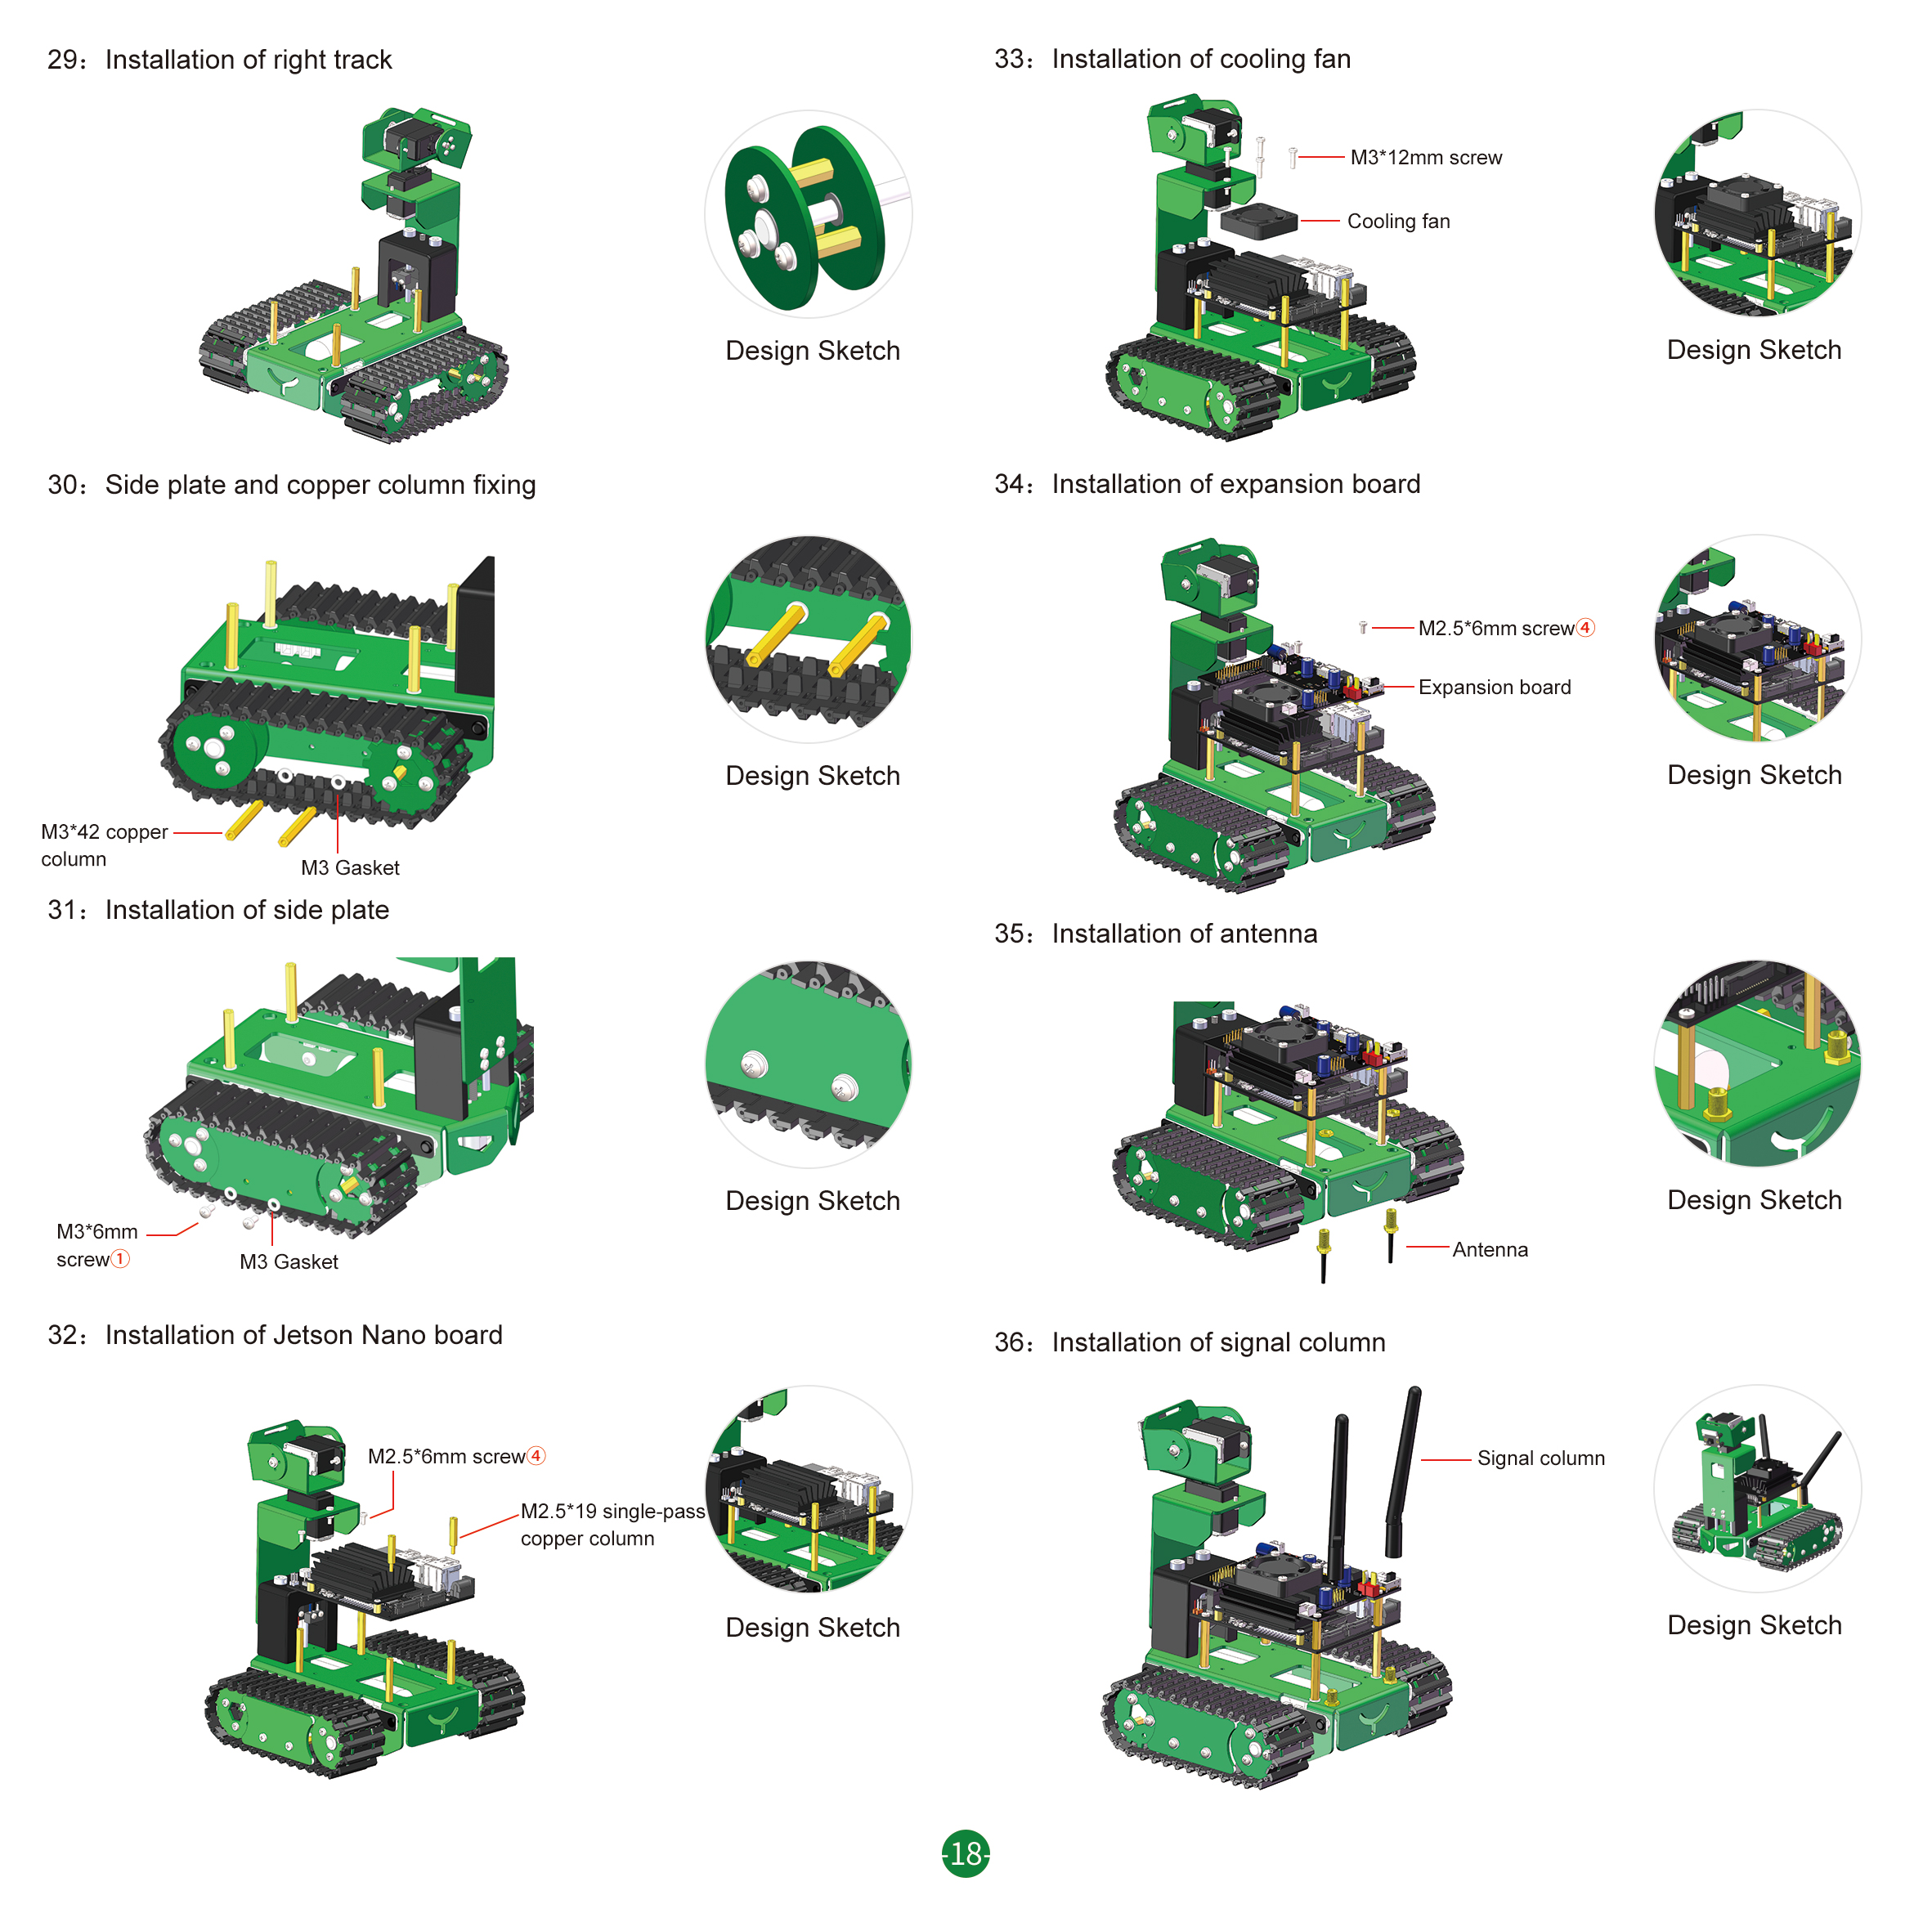 29：Installation of right track
Design Sketch
30：Side plate and copper column fixing
M3*42 copper
column
M3 Gasket
Design Sketch
31：Installation of side plate
M3*6mm
screw①
M3 Gasket
Design Sketch
32：Installation of Jetson Nano board
M2.5*6mm screw④
M2.5*19 single-pass
copper column
Design Sketch
33：Installation of cooling fan
M3*12mm screw
Cooling fan
Design Sketch
34：Installation of expansion board
M2.5*6mm screw④
Expansion board
Design Sketch
35：Installation of antenna
Antenna
Design Sketch
36：Installation of signal column
Signal column
Design Sketch
-18-